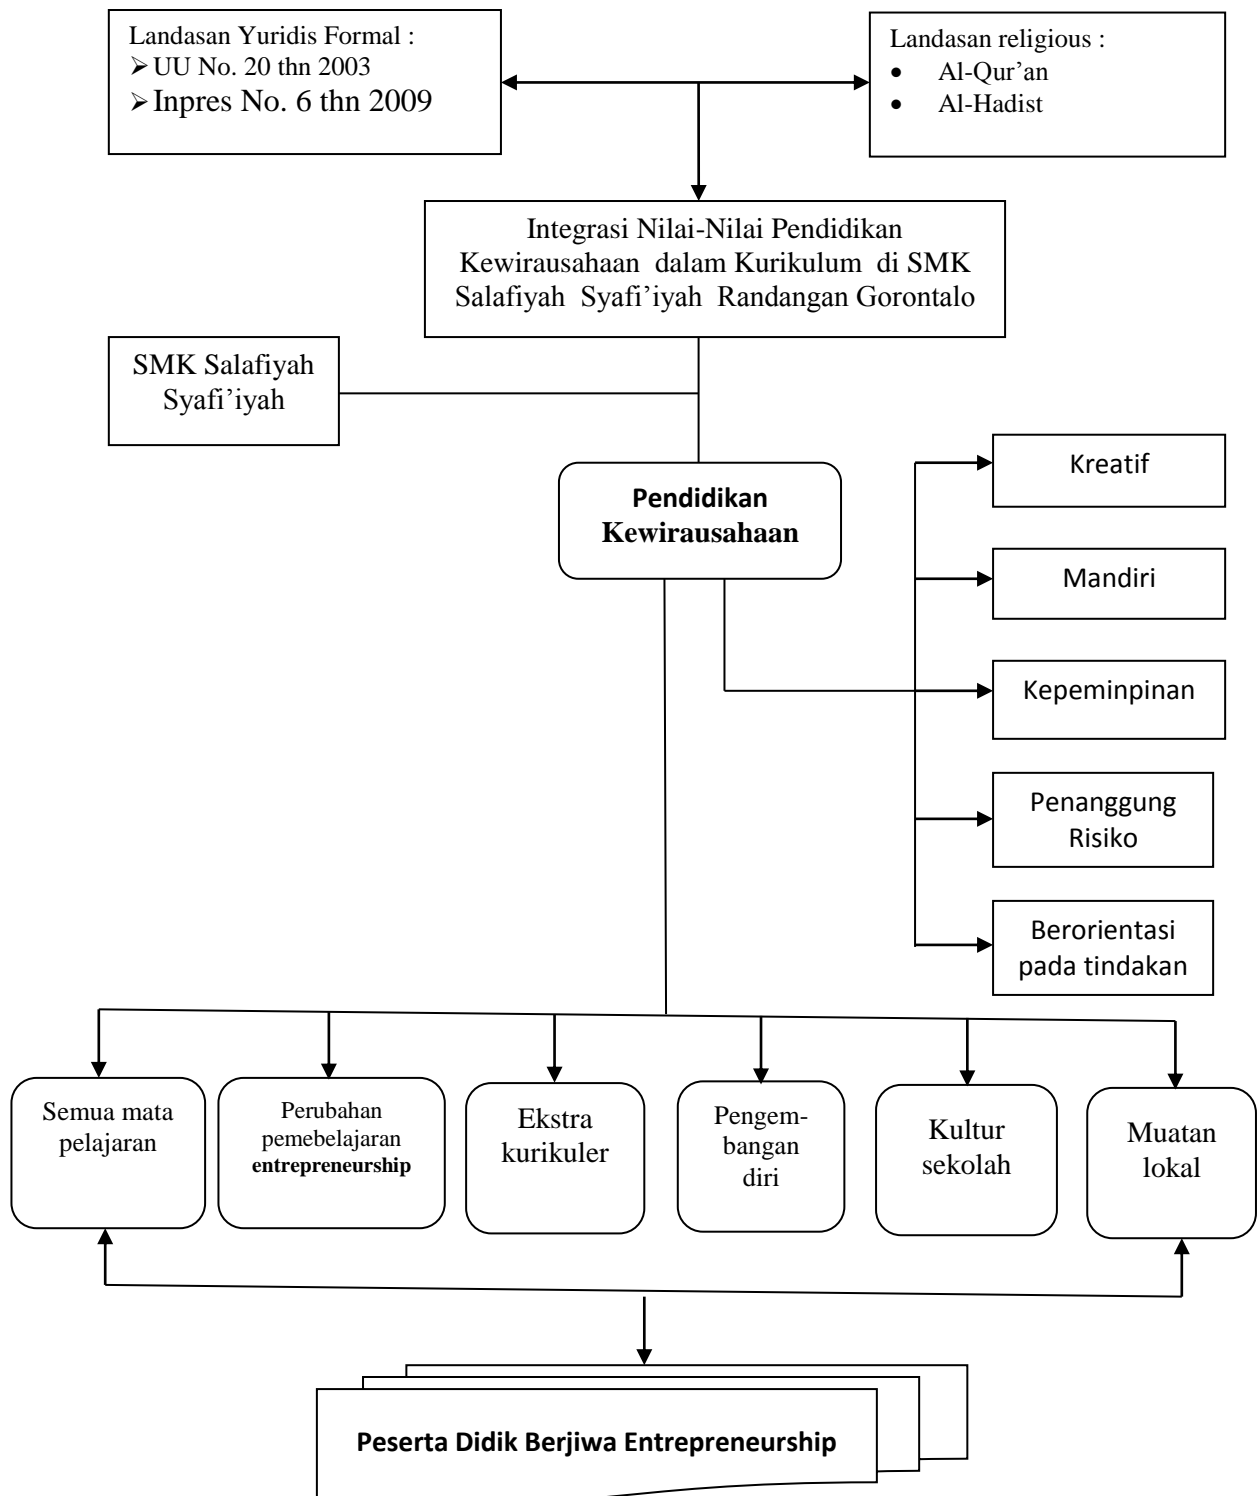 Landasan Yuridis Formal :
➢ UU No. 20 thn 2003
➢ Inpres No. 6 thn 2009
Landasan religious :
• Al-Qur’an
• Al-Hadist
Integrasi Nilai-Nilai Pendidikan
Kewirausahaan dalam Kurikulum di SMK
Salafiyah Syafi’iyah Randangan Gorontalo
SMK Salafiyah
Syafi’iyah
Pendidikan
Kewirausahaan
Kreatif
Mandiri
Kepeminpinan
Penanggung
Risiko
Berorientasi
pada tindakan
Semua mata
pelajaran
Perubahan
pemebelajaran
entrepreneurship
Ekstra
kurikuler
Pengem-
bangan
diri
Kultur
sekolah
Muatan
lokal
Peserta Didik Berjiwa Entrepreneurship